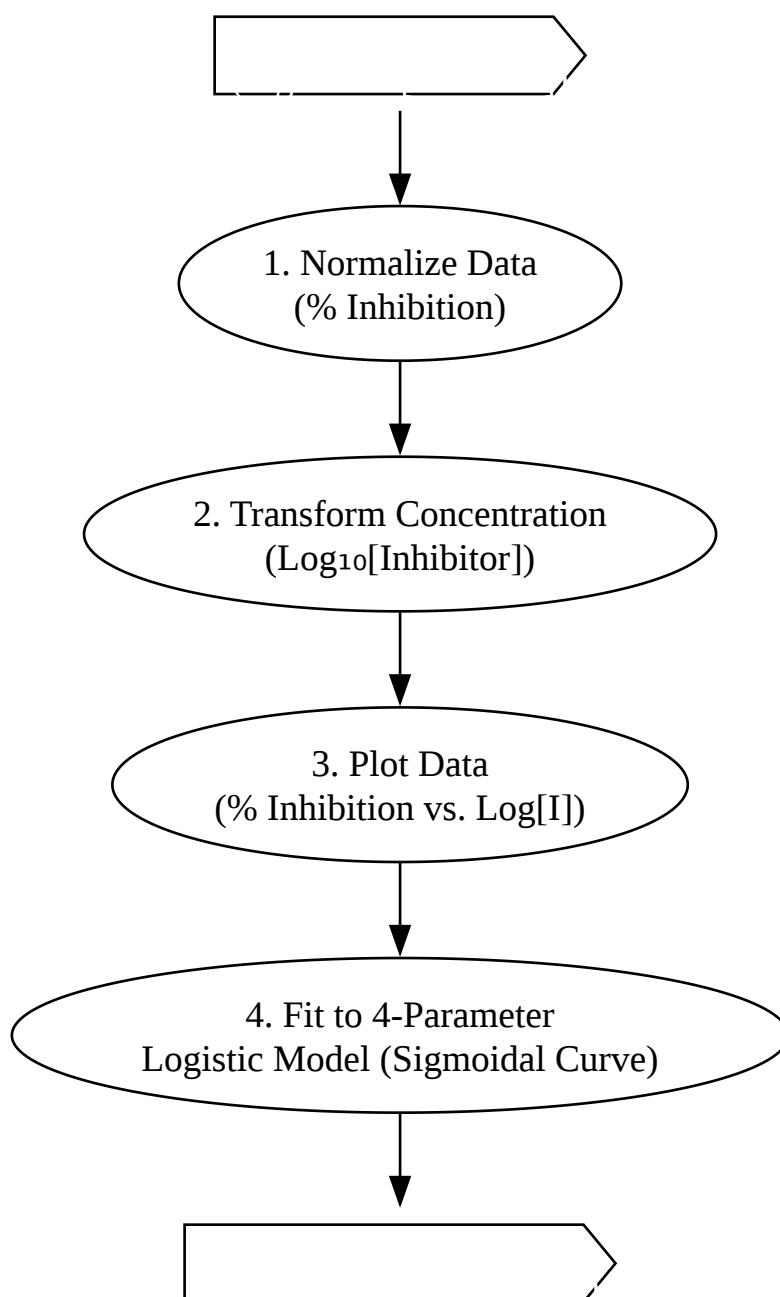 1. Normalize Data
(% Inhibition)
2. Transform Concentration
(Log₁₀[Inhibitor])
3. Plot Data
(% Inhibition vs. Log[I])
4. Fit to 4-Parameter
Logistic Model (Sigmoidal Curve)